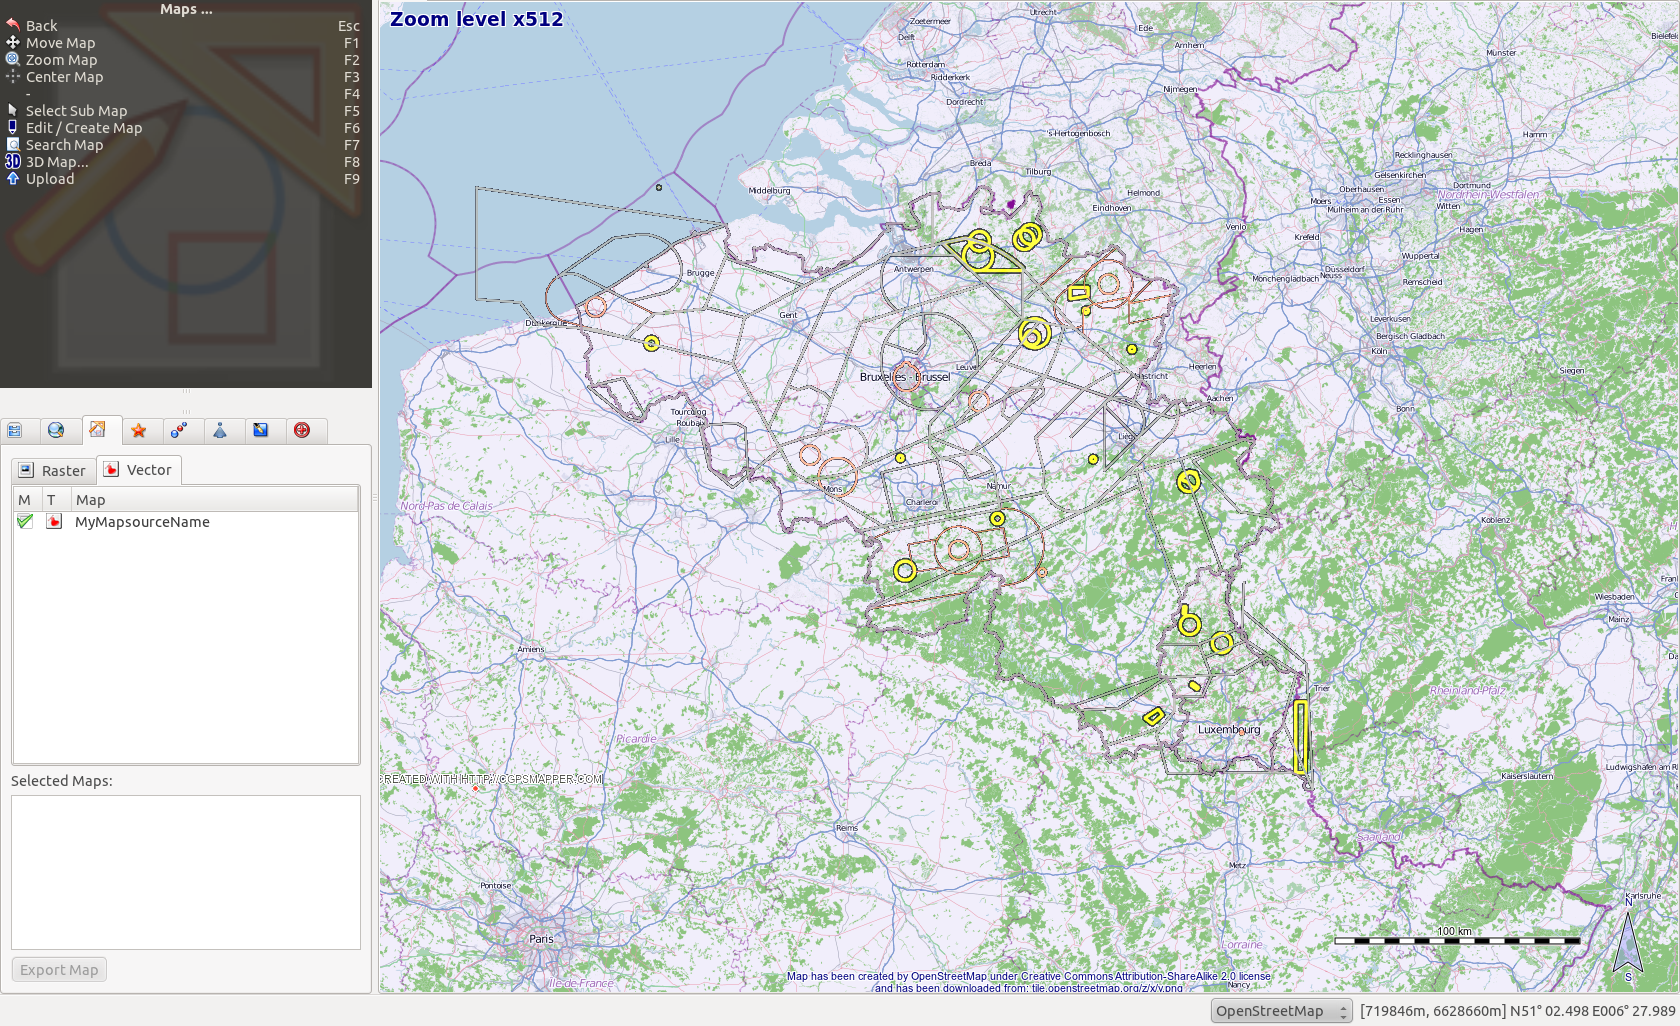 Maps ...
Back Esc
Move Map F1
Zoom Map F2
Center Map F3
- F4
Select Sub Map F5
Edit / Create Map F6
Search Map F7
3D 3D Map... F8
Upload F9
Raster Vector
M T Map
MyMapsourceName
Selected Maps:
Export Map
Zoom level x512
Utrecht
Zoetermeer
Ede
Delft
Arnhem
Münster
Bielef
Rotterdam
Ridderkerk
Nijmegen
Dordrecht
's-Hertogenbosch
Hamm
Breda
Tilburg
Recklinghausen
Gelsenkirchen
Middelburg
Helmond
Oberhausen
Dortmund
Nordrhein-Westfalen
Moers
Essen
Witten
Eindhoven
Mülheim an der Ruhr
Venlo
Hagen
Krefeld
Wuppertal
Antwerpen
Düsseldorf
Brugge
Mönchengladbach
Neuss
Remscheid
Gent
Dunkerque
Leverkusen
Bergisch Gladbach
Köln
Leuve
Heerlen
Siegen
Bruxelles - Brussel
Aachen
Tourcoing
Bonn
Roubaix
Lille
Liège
Mons
Namur
Charleroi
Nord-Pas de Calais
Koblenz
Wiesbaden
Mainz
Amiens
Trier
Rheinland-Pfalz
Luxembourg
Picardie
Ludwigshafen am R
Kaiserslautern
CREATED WITH HTTP://CGPSMAPPER.COM
Reims
Saarland
Metz
Pontoise
Karlsruhe
N
Paris
100 km
Lorraine
S
Map has been created by OpenStreetMap under Creative Commons Attribution-ShareAlike 2.0 license
Île-de-France
Nancy
and has been downloaded from: tile.openstreetmap.org/z/x/y.png
OpenStreetMap [719846m, 6628660m] N51° 02.498 E006° 27.989